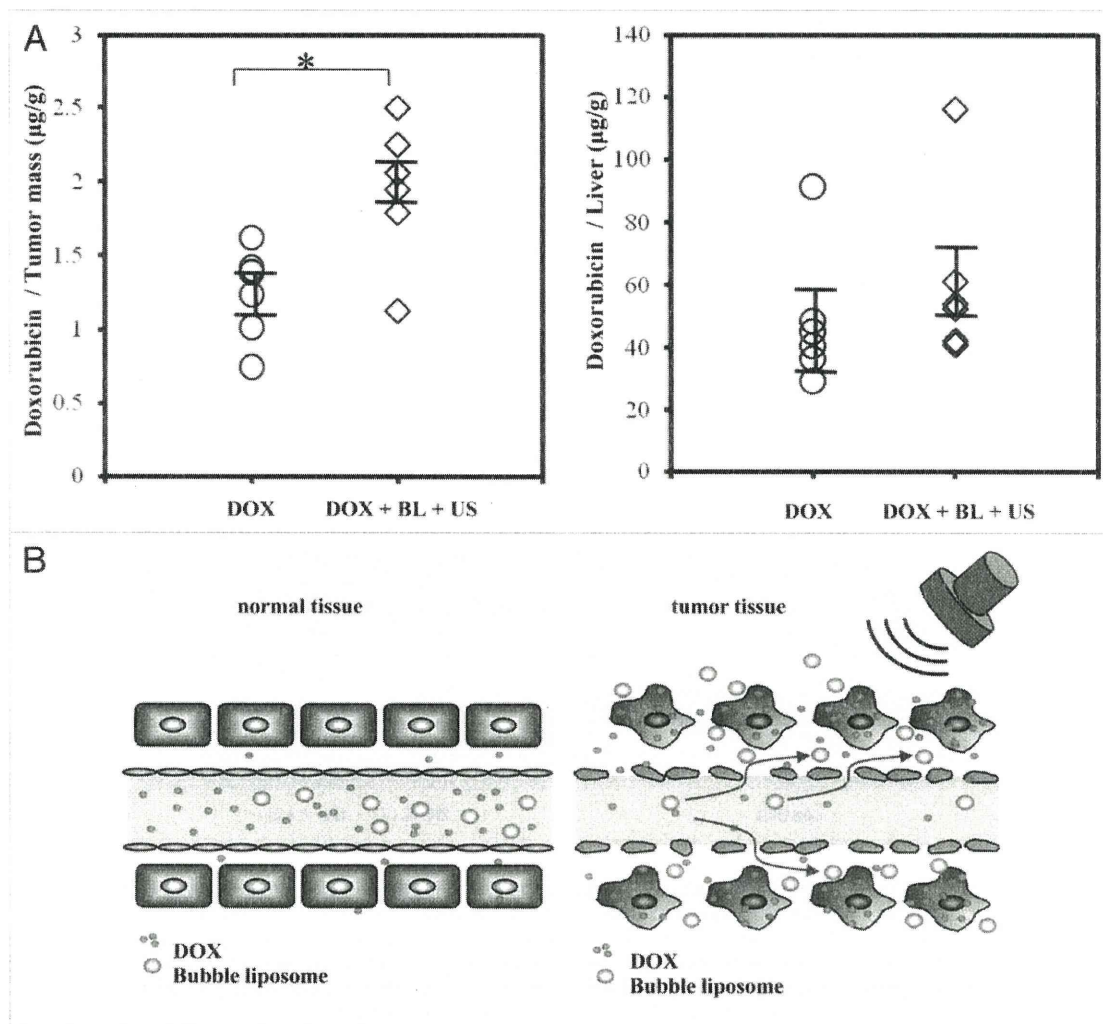 A
3
2.5
2
1.5
1
0.5
0
Doxorubicin / Tumor mass (µg/g)
*
DOX
DOX + BL + US
140
120
100
80
60
40
20
0
Doxorubicin / Liver (µg/g)
DOX
DOX + BL + US
B
normal tissue
tumor tissue
DOX
Bubble liposome
DOX
Bubble liposome